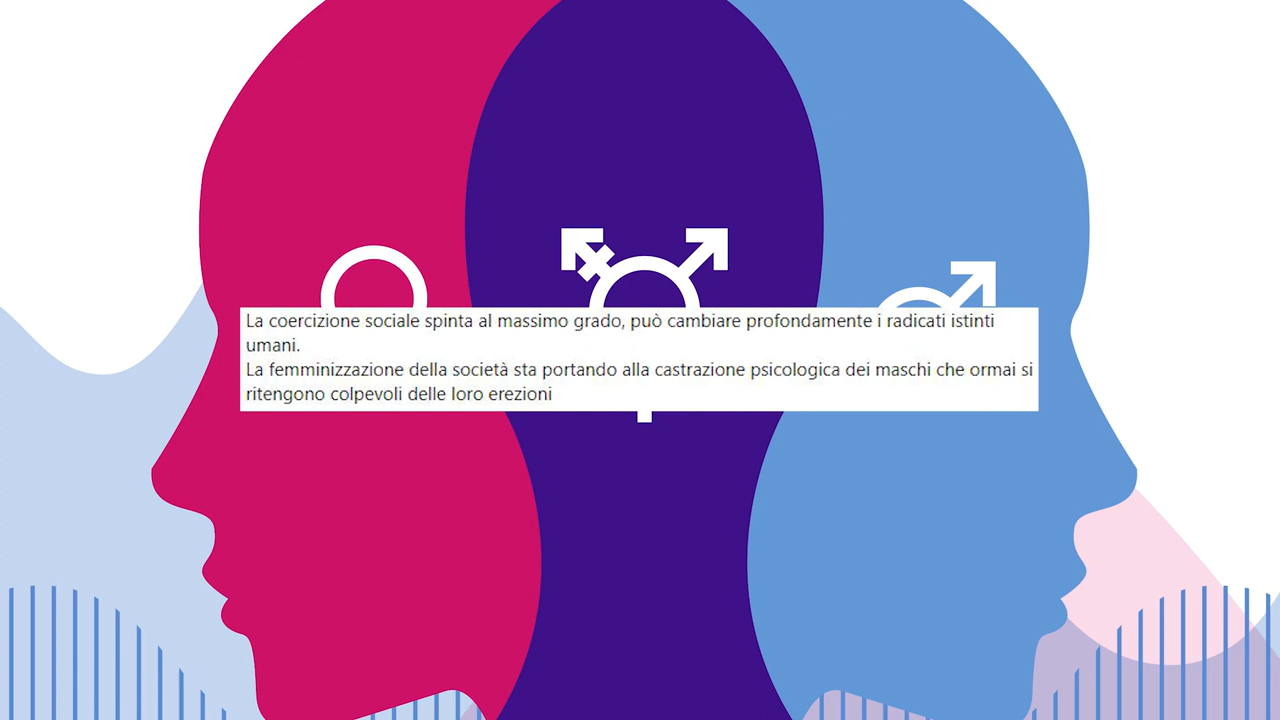 La coercizione sociale spinta al massimo grado, può cambiare profondamente i radicati istinti
umani.
La femminizzazione della società sta portando alla castrazione psicologica dei maschi che ormai si
ritengono colpevoli delle loro erezioni